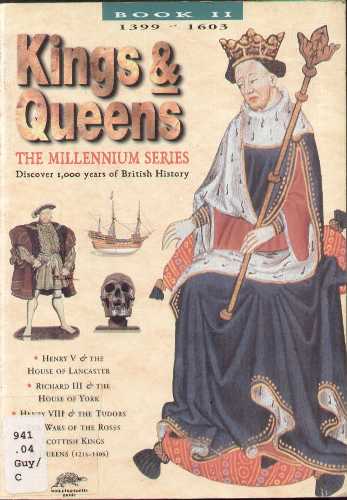 BOOK II
1399 - 1603
Kings &
Queens
THE MILLENNIUM SERIES
Discover 1,000 years of British History
• HENRY V & THE
HOUSE OF LANCASTER
• RICHARD III & THE
HOUSE OF YORK
HENRY VIII & THE TUDORS
WARS OF THE ROSES
SCOTTISH KINGS
QUEENS
941
.04
Guy/
C